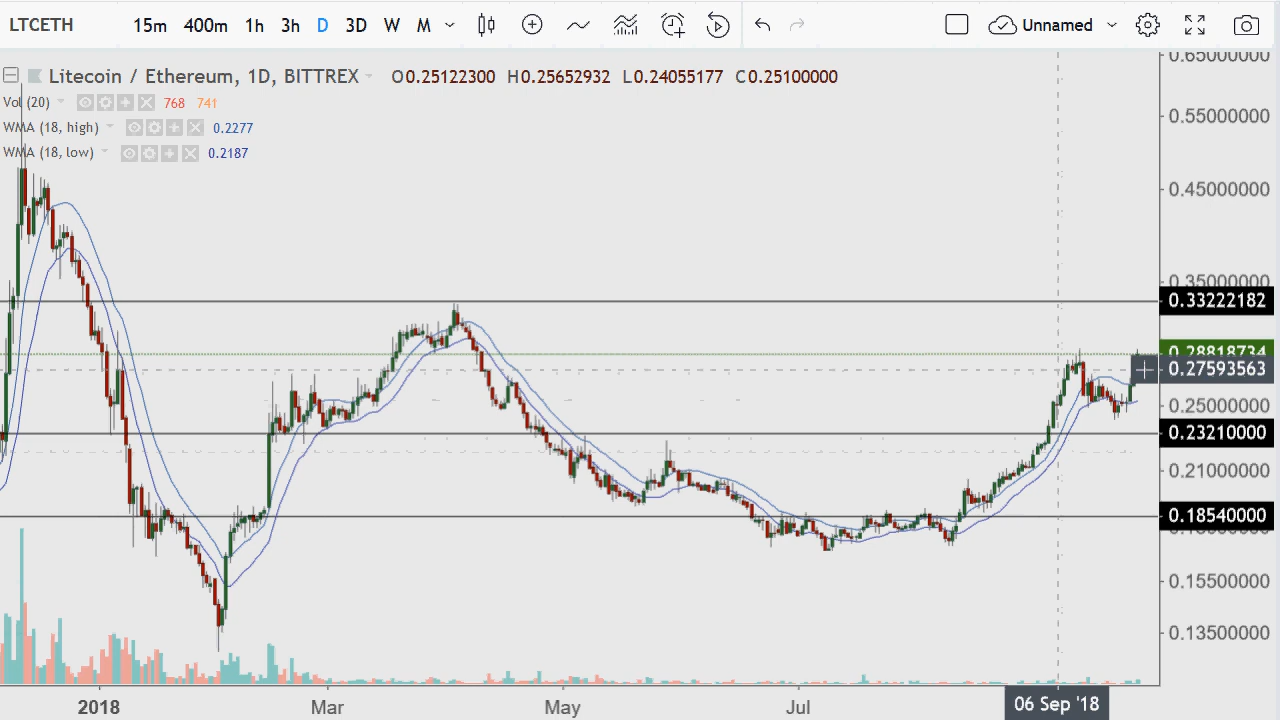 LTCETH 15m 400m 1h 3h D 3D W M Unnamed
Litecoin / Ethereum, 1D, BITTREX O0.25122300 H0.25652932 L0.24055177 C0.25100000
Vol (20) 768 741
WMA (18, high) 0.2277
WMA (18, low) 0.2187
0.65000000
0.55000000
0.45000000
0.35000000
0.33222182
0.28818734
0.27593563
0.25000000
0.23210000
0.21000000
0.18540000
0.15500000
0.13500000
2018 Mar May Jul 06 Sep '18